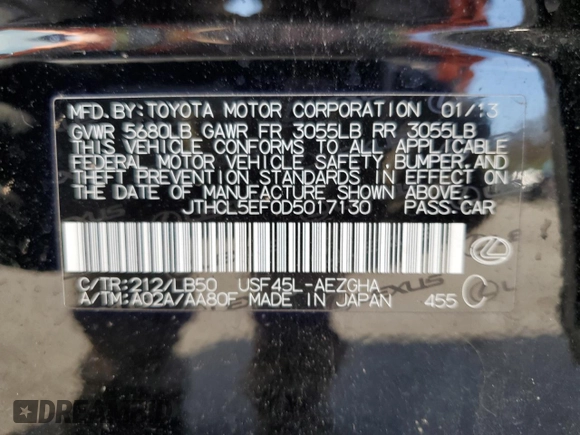 MFD. BY: TOYOTA MOTOR CORPORATION 01/13
GVWR 5680LB GAWR FR 3055LB RR 3055LB
THIS VEHICLE CONFORMS TO ALL APPLICABLE
FEDERAL MOTOR VEHICLE SAFETY, BUMPER, AND
THEFT PREVENTION STANDARDS IN EFFECT ON
THE DATE OF MANUFACTURE SHOWN ABOVE.
JTHCL5EF0D5017130 PASS.CAR
C/TR:212/LB50 USF45L-AEZGHA
A/TM:A02A/AA80F MADE IN JAPAN 455